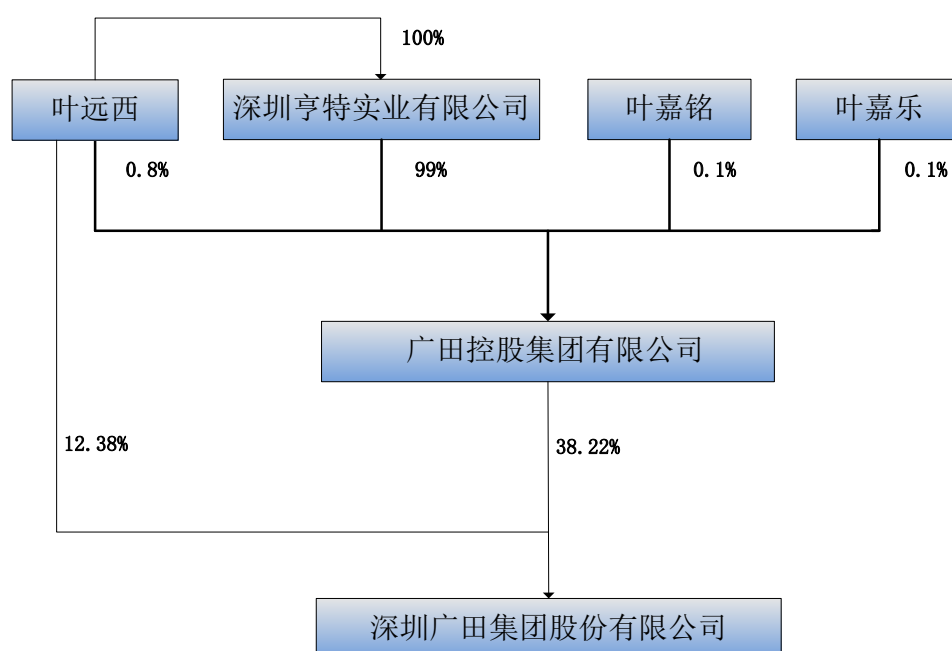 100%
叶远西
深圳亨特实业有限公司
叶嘉铭
叶嘉乐
0.8%
99%
0.1%
0.1%
广田控股集团有限公司
12.38%
38.22%
深圳广田集团股份有限公司